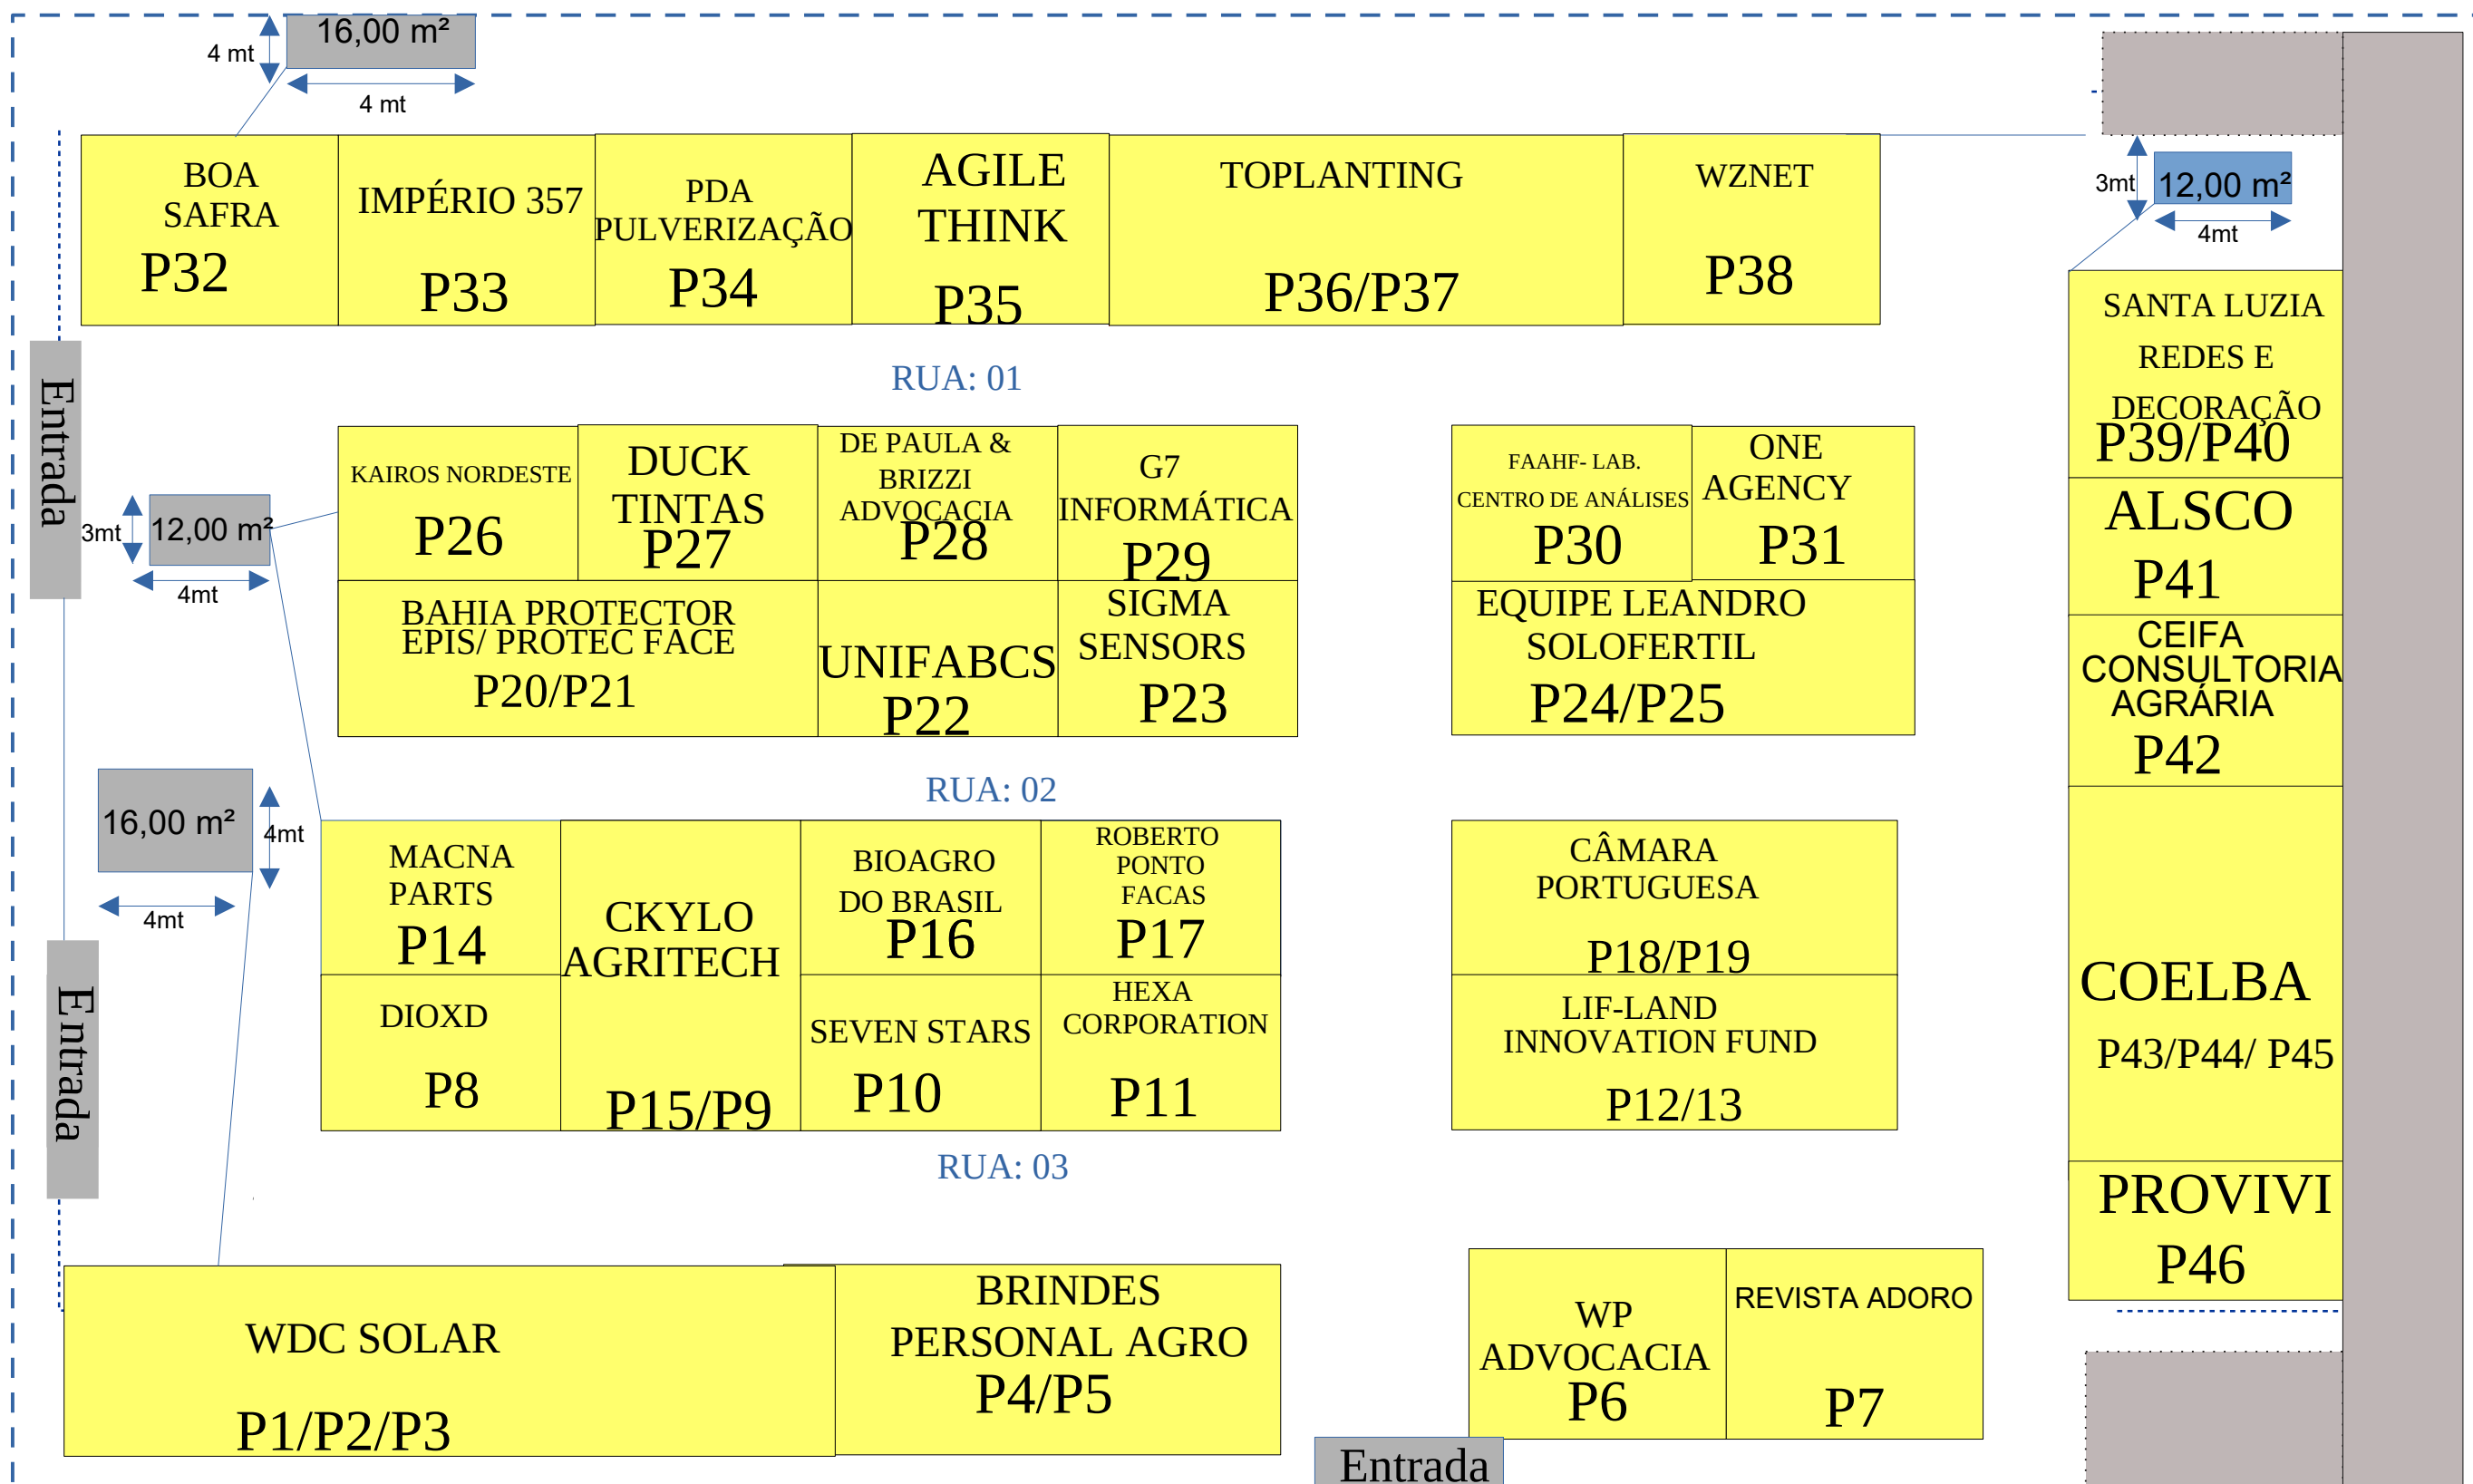 16,00 m²
4 mt
4 mt
BOA
SAFRA
P32
IMPÉRIO 357
P33
PDA
PULVERIZAÇÃO
P34
AGILE
THINK
P35
TOPLANTING
P36/P37
WZNET
P38
3mt
12,00 m²
4mt
RUA: 01
Entrada
3mt
12,00 m²
4mt
KAIROS NORDESTE
P26
DUCK
TINTAS
P27
DE PAULA &
BRIZZI
ADVOCACIA
P28
G7
INFORMÁTICA
P29
FAAHF- LAB.
CENTRO DE ANÁLISES
P30
ONE
AGENCY
P31
SANTA LUZIA
REDES E
DECORAÇÃO
P39/P40
ALSCO
P41
CEIFA
CONSULTORIA
AGRÁRIA
P42
COELBA
P43/P44/ P45
PROVIVI
P46
BAHIA PROTECTOR
EPIS/ PROTEC FACE
P20/P21
UNIFABCS
P22
SIGMA
SENSORS
P23
EQUIPE LEANDRO
SOLOFERTIL
P24/P25
RUA: 02
16,00 m²
4mt
4mt
MACNA
PARTS
P14
CKYLO
AGRITECH
P15/P9
BIOAGRO
DO BRASIL
P16
ROBERTO
PONTO
FACAS
P17
CÂMARA
PORTUGUESA
P18/P19
Entrada
DIOXD
P8
SEVEN STARS
P10
HEXA
CORPORATION
P11
LIF-LAND
INNOVATION FUND
P12/13
RUA: 03
WDC SOLAR
P1/P2/P3
BRINDES
PERSONAL AGRO
P4/P5
WP
ADVOCACIA
P6
REVISTA ADORO
P7
Entrada